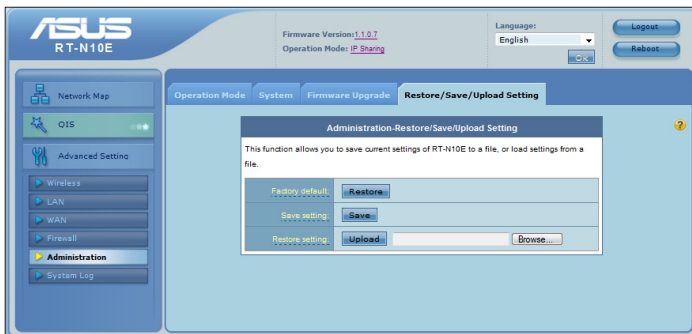 ASUS
RT-N10E
Firmware Version:1.1.0.7
Operation Mode: IP Sharing
Language:
English
OK
Logout
Reboot
Network Map
QIS
Advanced Setting
Wireless
LAN
WAN
Firewall
Administration
System Log
Operation Mode System Firmware Upgrade Restore/Save/Upload Setting
Administration-Restore/Save/Upload Setting
This function allows you to save current settings of RT-N10E to a file, or load settings from a
file.
Factory default: Restore
Save setting: Save
Restore setting: Upload Browse...
?